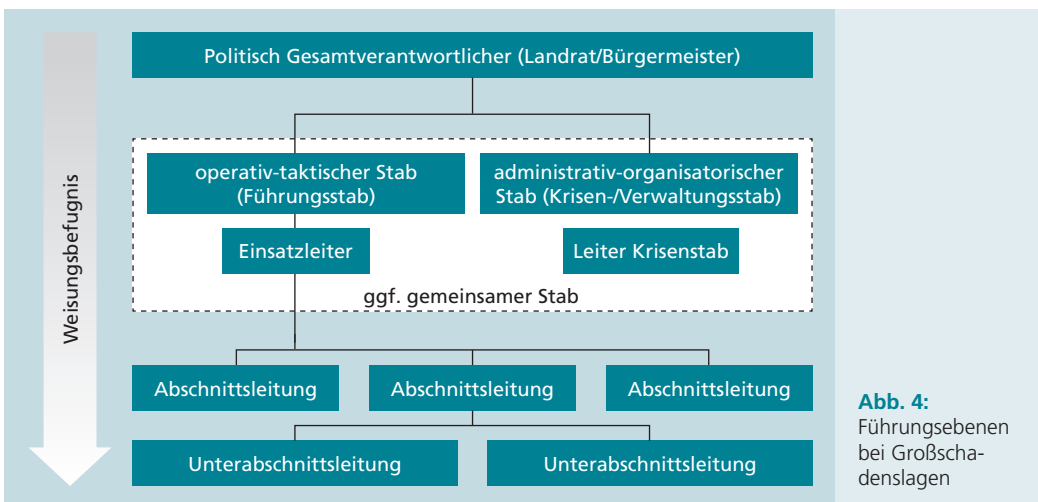 Politisch Gesamtverantwortlicher (Landrat/Bürgermeister)
operativ-taktischer Stab
(Führungsstab)
administrativ-organisatorischer
Stab (Krisen-/Verwaltungsstab)
Einsatzleiter
Leiter Krisenstab
ggf. gemeinsamer Stab
Weisungsbefugnis
Abschnittsleitung
Abschnittsleitung
Abschnittsleitung
Unterabschnittsleitung
Unterabschnittsleitung
Abb. 4:
Führungsebenen
bei Großscha-
denslagen